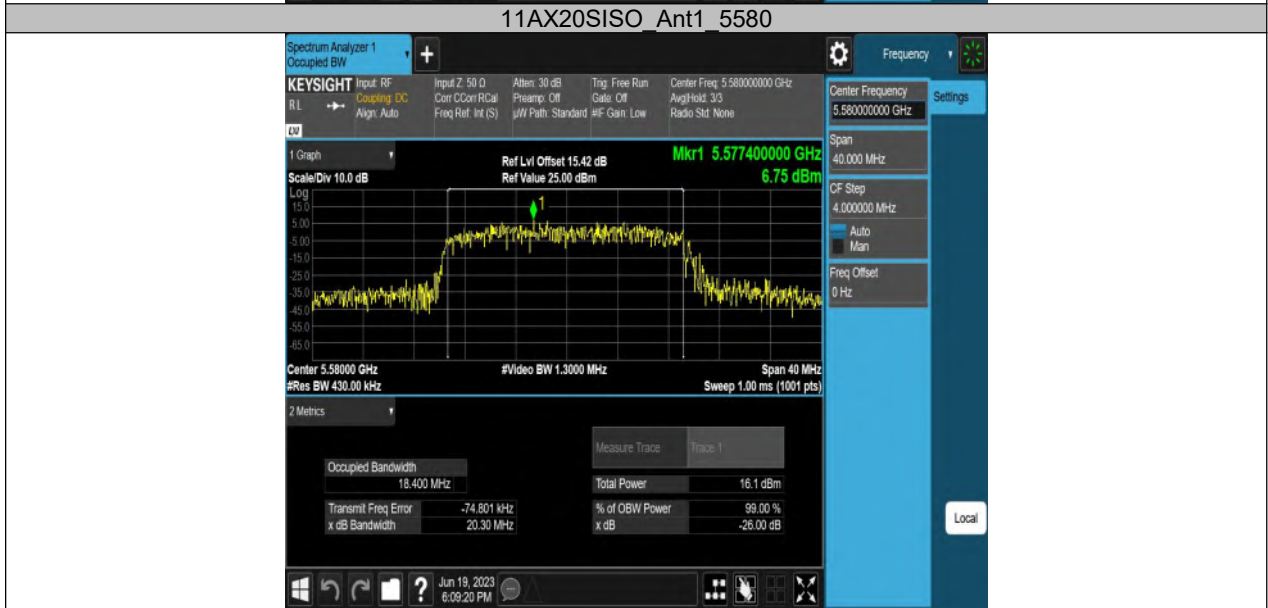 11AX20SISO_Ant1_5580
Spectrum Analyzer 1
Occupied BW
+
Frequency
KEYSIGHT Input: RF Input Z: 50 Ω Atten: 30 dB Trig: Free Run Center Freq: 5.580000000 GHz
RL Coupling: DC Corr CCorr RCal Preamp: Off Gate: Off Avg|Hold: 3/3
Align: Auto Freq Ref: Int (S) µW Path: Standard #IF Gain: Low Radio Std: None
LXI
Center Frequency
5.580000000 GHz
Settings
Span
40.000 MHz
CF Step
4.000000 MHz
Auto
Man
Freq Offset
0 Hz
1 Graph
Ref Lvl Offset 15.42 dB
Mkr1 5.577400000 GHz
Scale/Div 10.0 dB
Ref Value 25.00 dBm
6.75 dBm
Log
15.0
5.00
-5.00
-15.0
-25.0
-35.0
-45.0
-55.0
-65.0
1
Center 5.58000 GHz #Video BW 1.3000 MHz Span 40 MHz
#Res BW 430.00 kHz Sweep 1.00 ms (1001 pts)
2 Metrics
Measure Trace Trace 1
Occupied Bandwidth
18.400 MHz
Total Power 16.1 dBm
Transmit Freq Error -74.801 kHz
% of OBW Power 99.00 %
x dB Bandwidth 20.30 MHz
x dB -26.00 dB
Local
?
Jun 19, 2023
6:09:20 PM